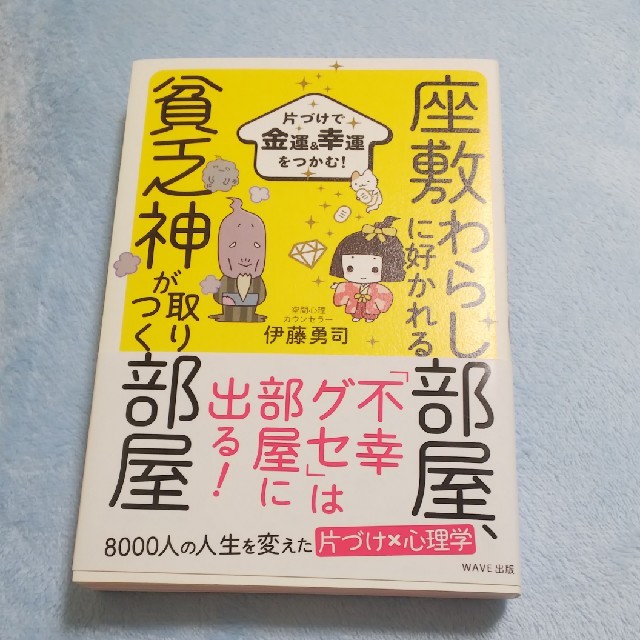 座敷わらし
に好かれる
部屋、
貧乏神
が取り
つく
部屋
片づけで
金運&幸運
をつかむ!
空間心理
カウンセラー
伊藤勇司
「不幸
グセ」は
部屋に
出る!
8000人の人生を変えた 片づけ×心理学
WAVE出版